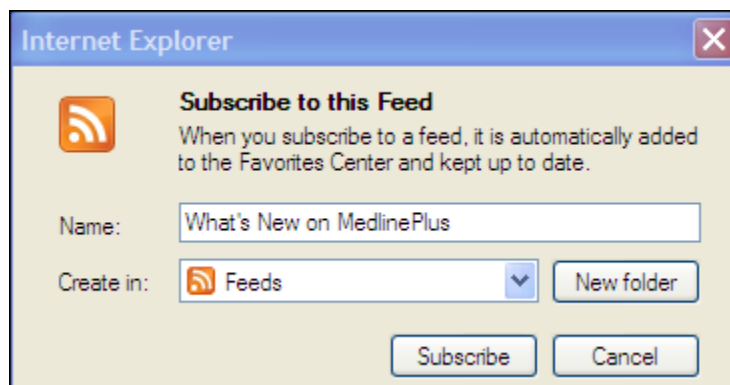 Internet Explorer
Subscribe to this Feed
When you subscribe to a feed, it is automatically added
to the Favorites Center and kept up to date.
Name: What's New on MedlinePlus
Create in: Feeds New folder
Subscribe Cancel